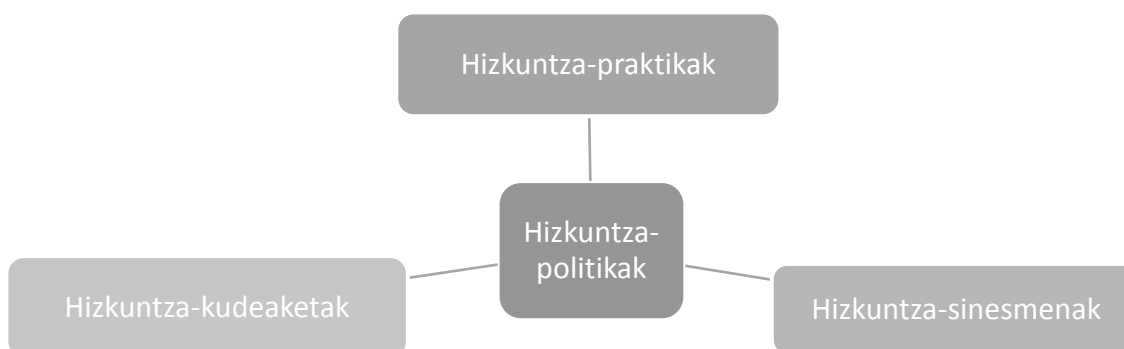 Hizkuntza-praktikak
Hizkuntza-
politikak
Hizkuntza-kudeaketak
Hizkuntza-sinesmenak